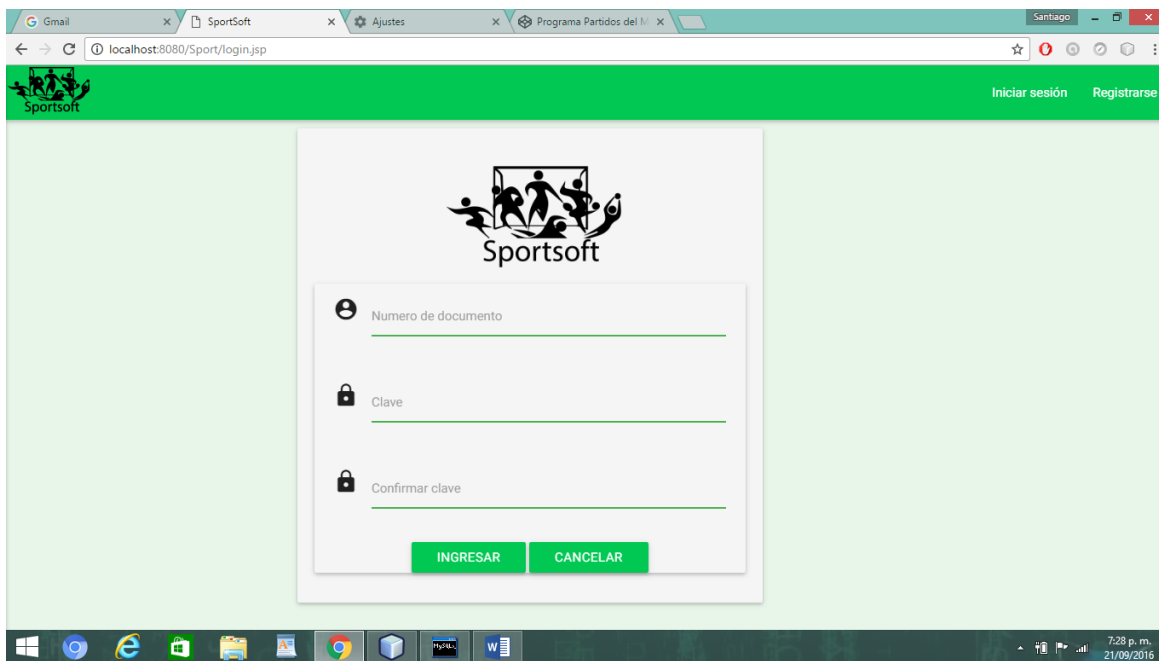 Gmail
SportSoft
Ajustes
Programa Partidos del M
Santiago
localhost:8080/Sport/login.jsp
Sportsoft
Iniciar sesión
Registrarse
Sportsoft
Numero de documento
Clave
Confirmar clave
INGRESAR
CANCELAR
7:28 p. m.
21/09/2016